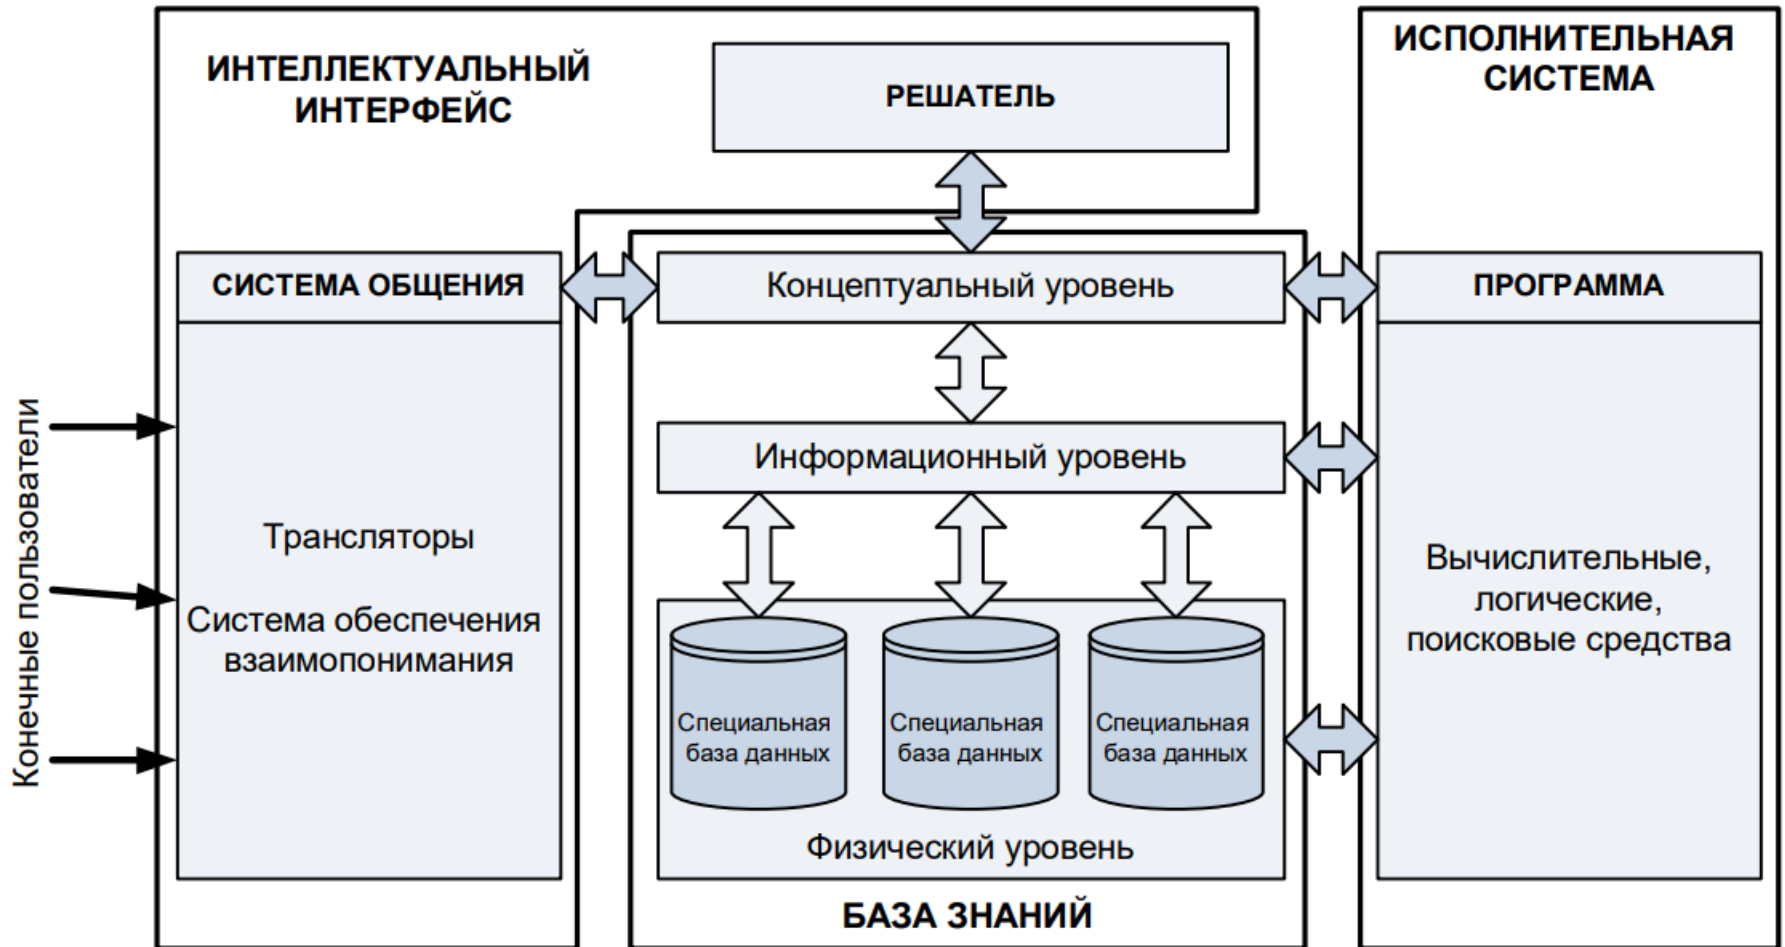 ИНТЕЛЛЕКТУАЛЬНЫЙ
ИНТЕРФЕЙС
РЕШАТЕЛЬ
ИСПОЛНИТЕЛЬНАЯ
СИСТЕМА
СИСТЕМА ОБЩЕНИЯ
Концептуальный уровень
ПРОГРАММА
Конечные пользователи
Трансляторы
Система обеспечения
взаимопонимания
Информационный уровень
Вычислительные,
логические,
поисковые средства
Специальная
база данных
Специальная
база данных
Специальная
база данных
Физический уровень
БАЗА ЗНАНИЙ